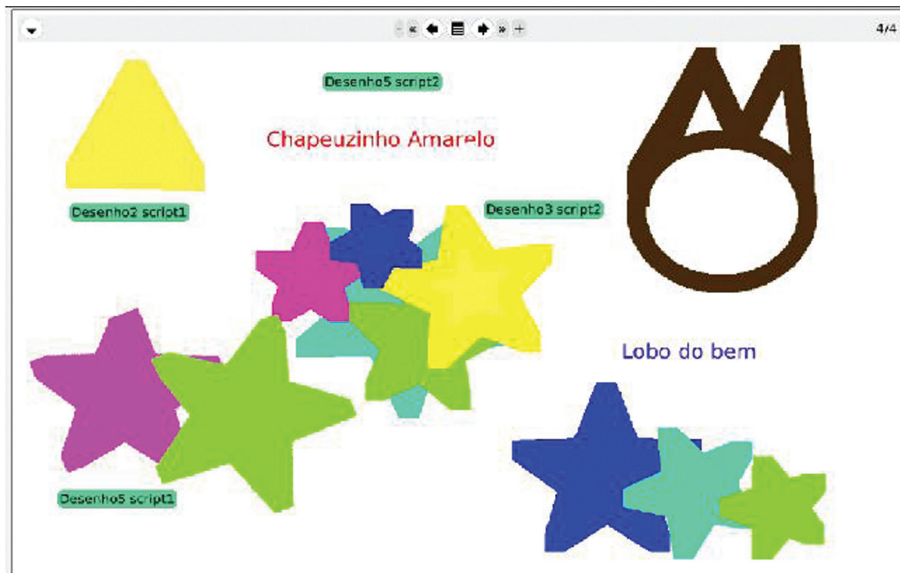 4/4
Desenho5 script2
Chapeuzinho Amarelo
Desenho2 script1
Desenho3 script2
Lobo do bem
Desenho5 script1